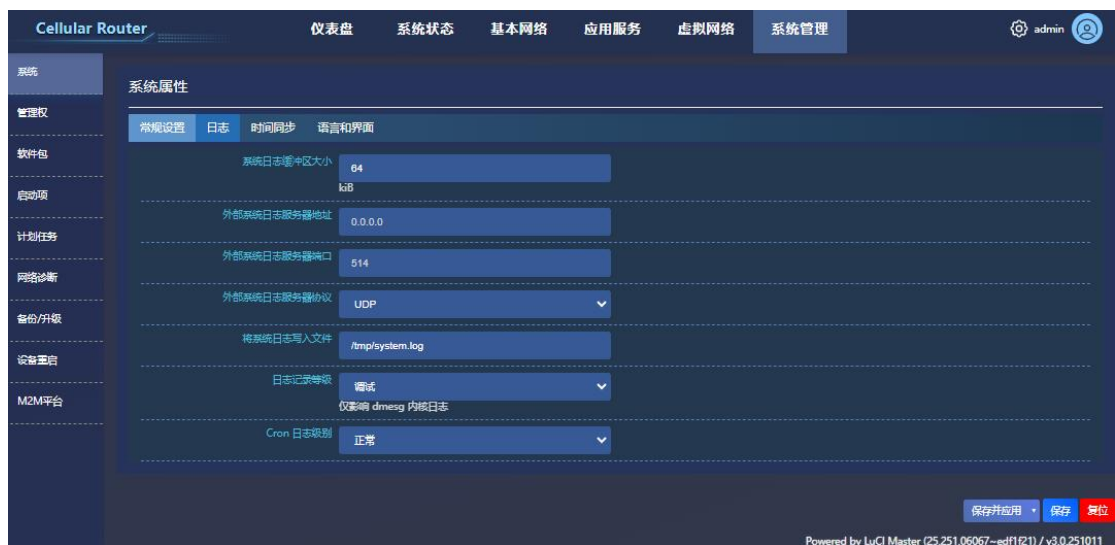 Cellular Router
仪表盘 系统状态 基本网络 应用服务 虚拟网络 系统管理 admin
系统
管理权
软件包
启动项
计划任务
网络诊断
备份/升级
设备重启
M2M平台
系统属性
常规设置 日志 时间同步 语言和界面
系统日志缓冲区大小 64
kiB
外部系统日志服务器地址 0.0.0.0
外部系统日志服务器端口 514
外部系统日志服务器协议 UDP
将系统日志写入文件 /tmp/system.log
日志记录等级 调试
仅影响 dmesg 内核日志
Cron 日志级别 正常
保存并应用 保存 复位
Powered by LuCI Master (25.251.06067~edf1f21) / v3.0.251011